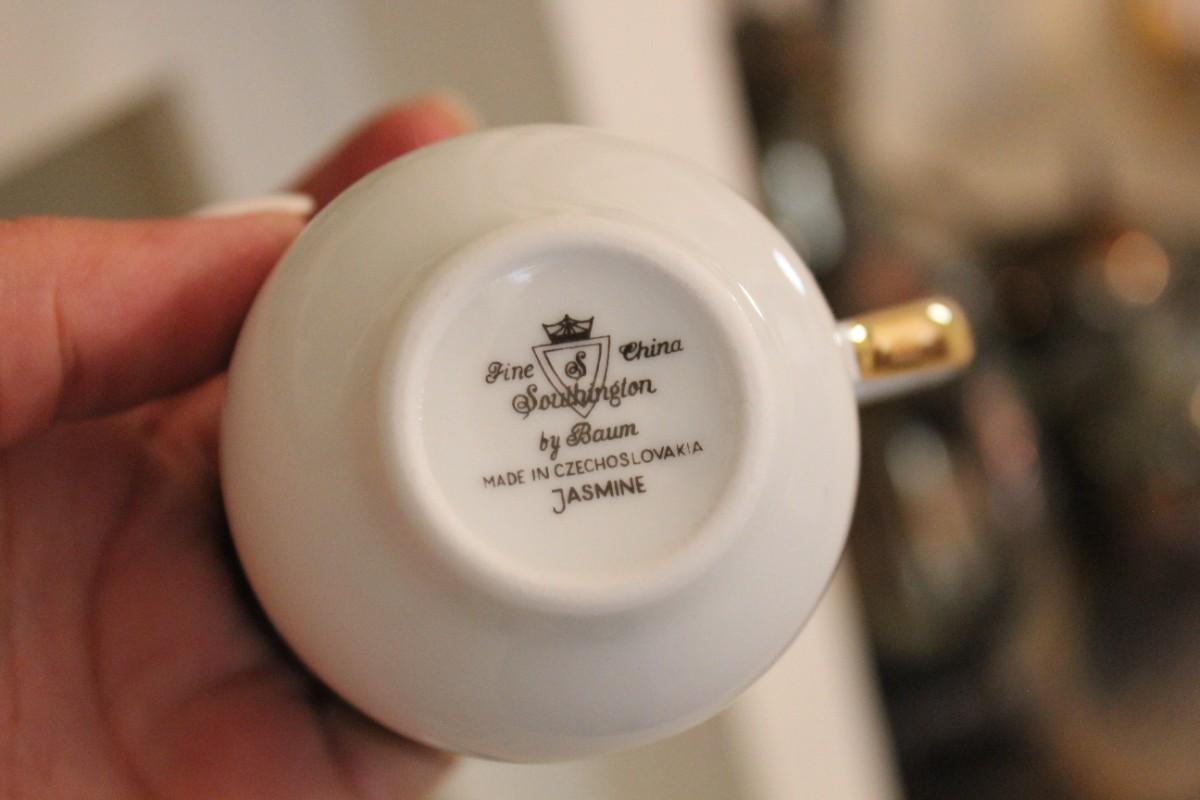 S
Fine China
Southington
by Baum
MADE IN CZECHOSLOVAKIA
JASMINE